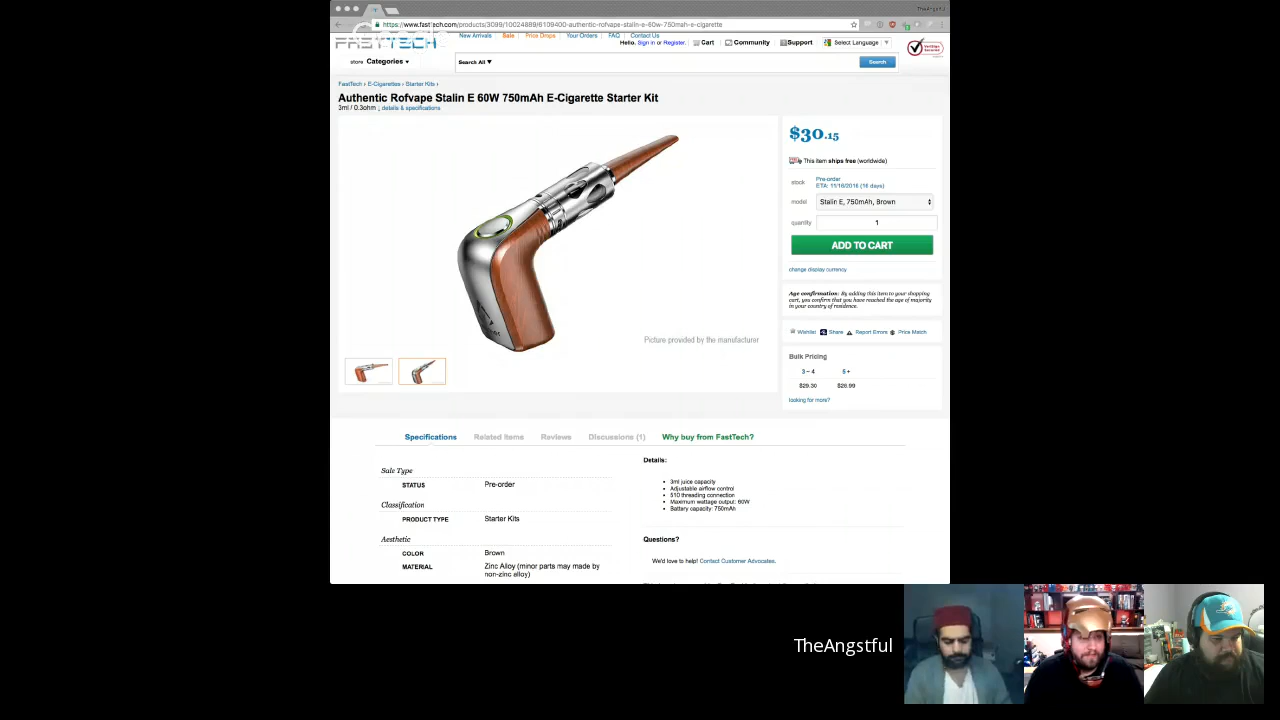 TheAngstful
https://www.fasttech.com/products/3099/10024899/6109400-authentic-rofvape-stalin-e-60w-750mah-e-cigarette
FASTTECH
New Arrivals Sale Price Drops Your Orders FAQ Contact Us
Hello, Sign in or Register. Cart Community Support Select Language ▼
store Categories ▾ Search All ▼ Search
FastTech › E-Cigarettes › Starter Kits ›
Authentic Rofvape Stalin E 60W 750mAh E-Cigarette Starter Kit
3ml / 0.3ohm ↓ details & specifications
$30.15
This item ships free (worldwide)
stock Pre-order
ETA: 11/16/2016 (16 days)
model Stalin E, 750mAh, Brown
quantity 1
ADD TO CART
change display currency
Age confirmation: By adding this item to your shopping
cart, you confirm that you have reached the age of majority
in your country of residence.
Wishlist Share Report Errors Price Match
Picture provided by the manufacturer
Bulk Pricing
3 – 4 5 +
$29.30 $26.99
looking for more?
Specifications Related Items Reviews Discussions (1) Why buy from FastTech?
Sale Type
STATUS Pre-order
Classification
PRODUCT TYPE Starter Kits
Aesthetic
COLOR Brown
MATERIAL Zinc Alloy (minor parts may made by
non-zinc alloy)
Details:
• 3ml juice capacity
• Adjustable airflow control
• 510 threading connection
• Maximum wattage output: 60W
• Battery capacity: 750mAh
Questions?
We'd love to help! Contact Customer Advocates.
TheAngstful